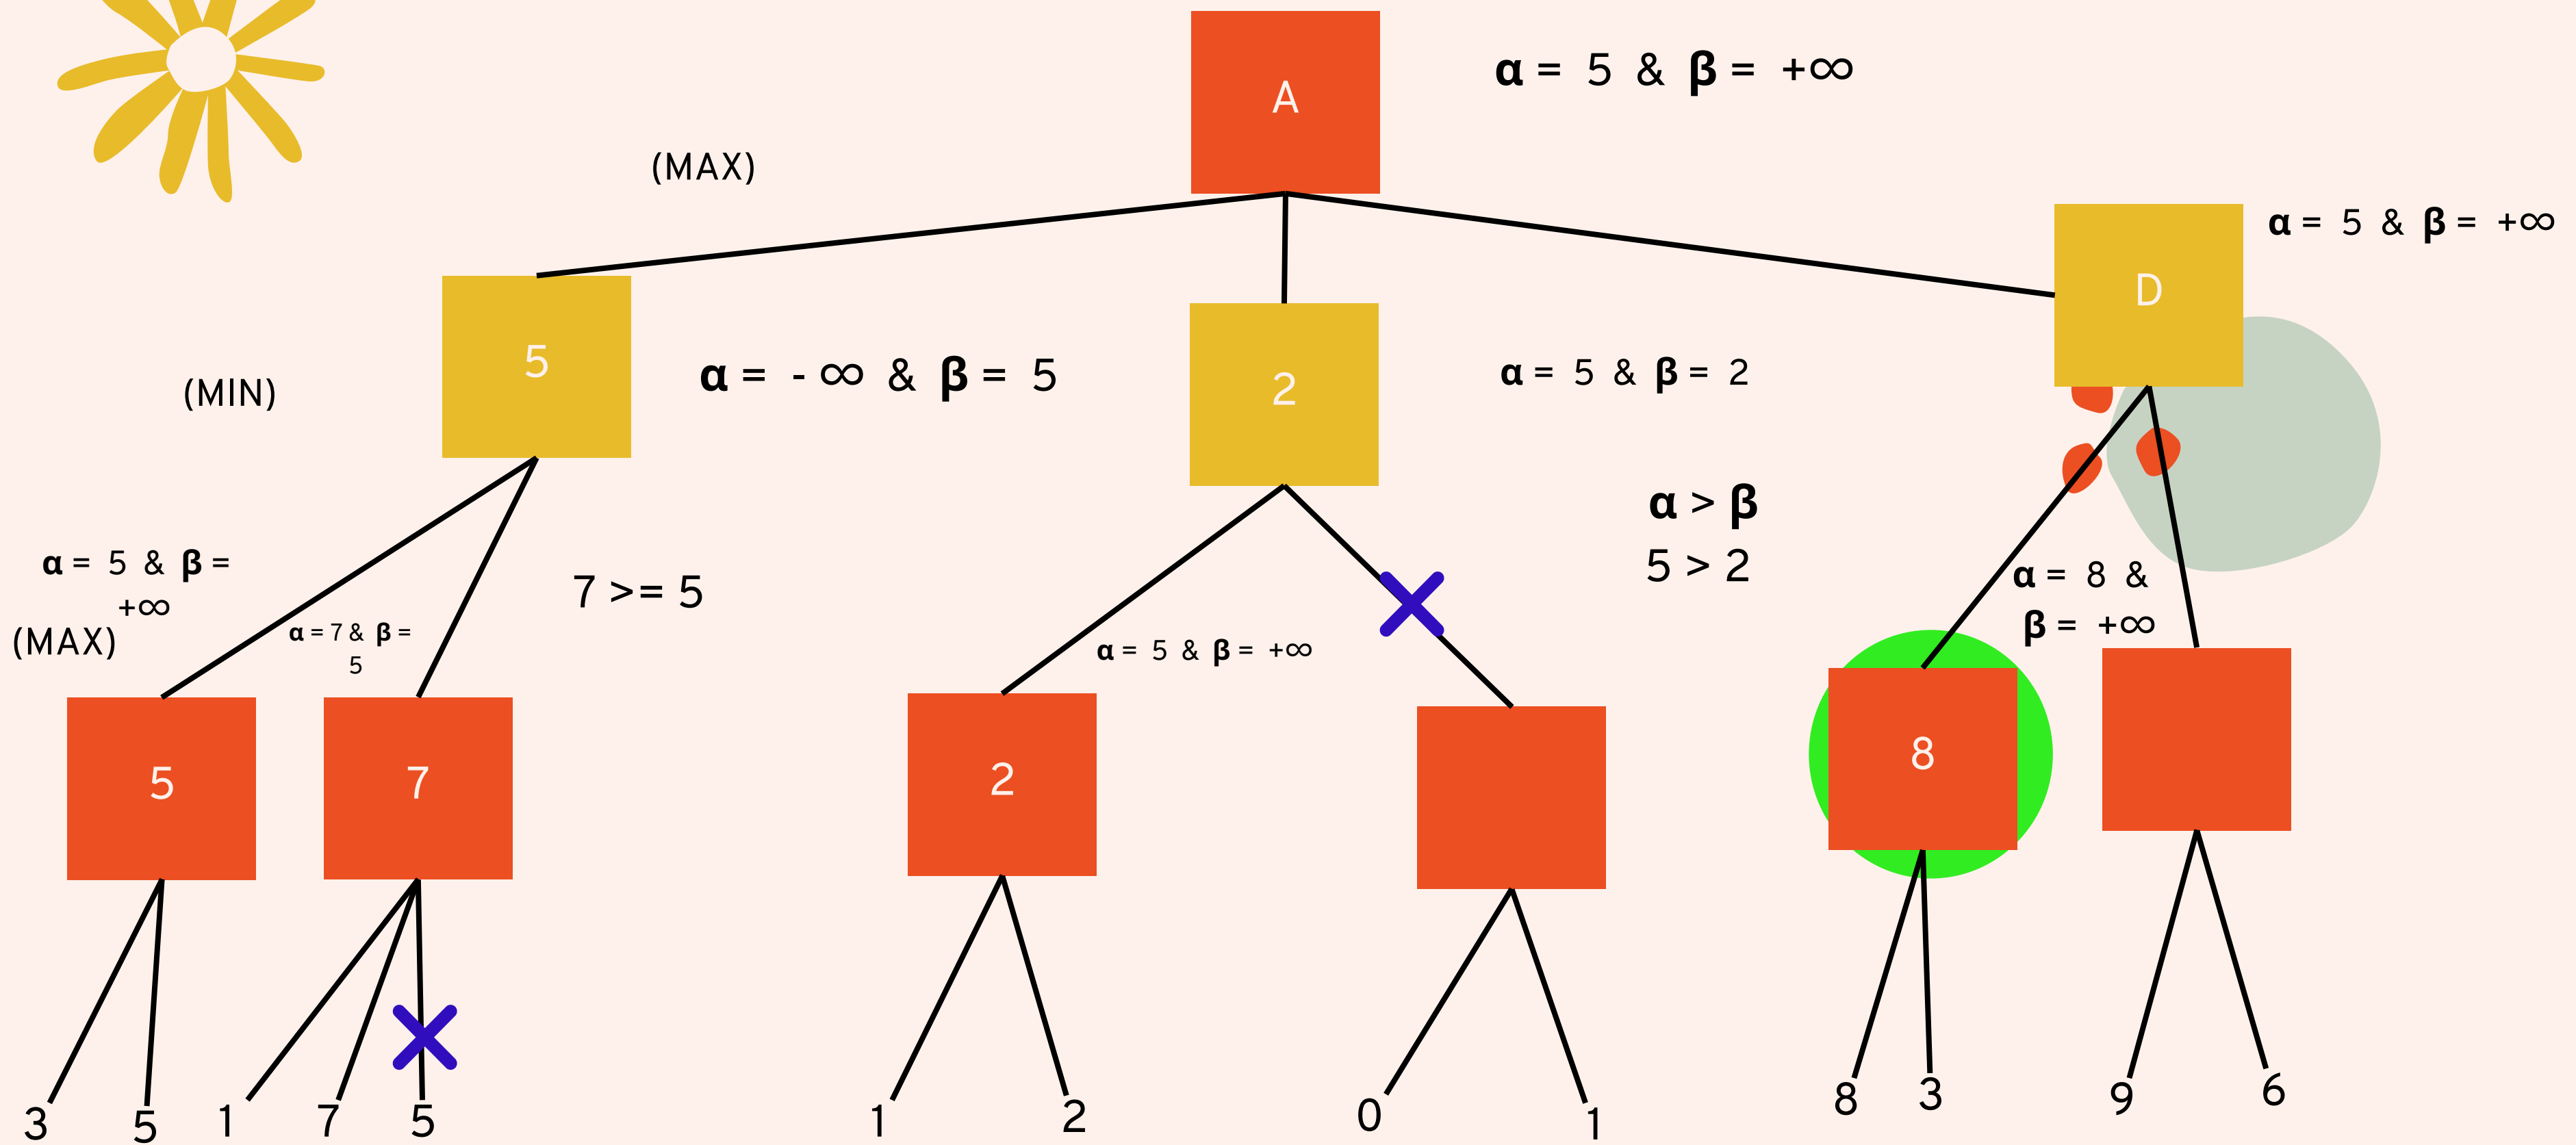 A
α = 5 & β = +∞
(MAX)
D
α = 5 & β = +∞
5
α = - ∞ & β = 5
2
α = 5 & β = 2
(MIN)
α > β
5 > 2
α = 5 & β =
+∞
7 >= 5
α = 8 &
β = +∞
(MAX)
α = 7 & β =
5
α = 5 & β = +∞
5
7
2
8
3
5
1
7
5
1
2
0
1
8
3
9
6